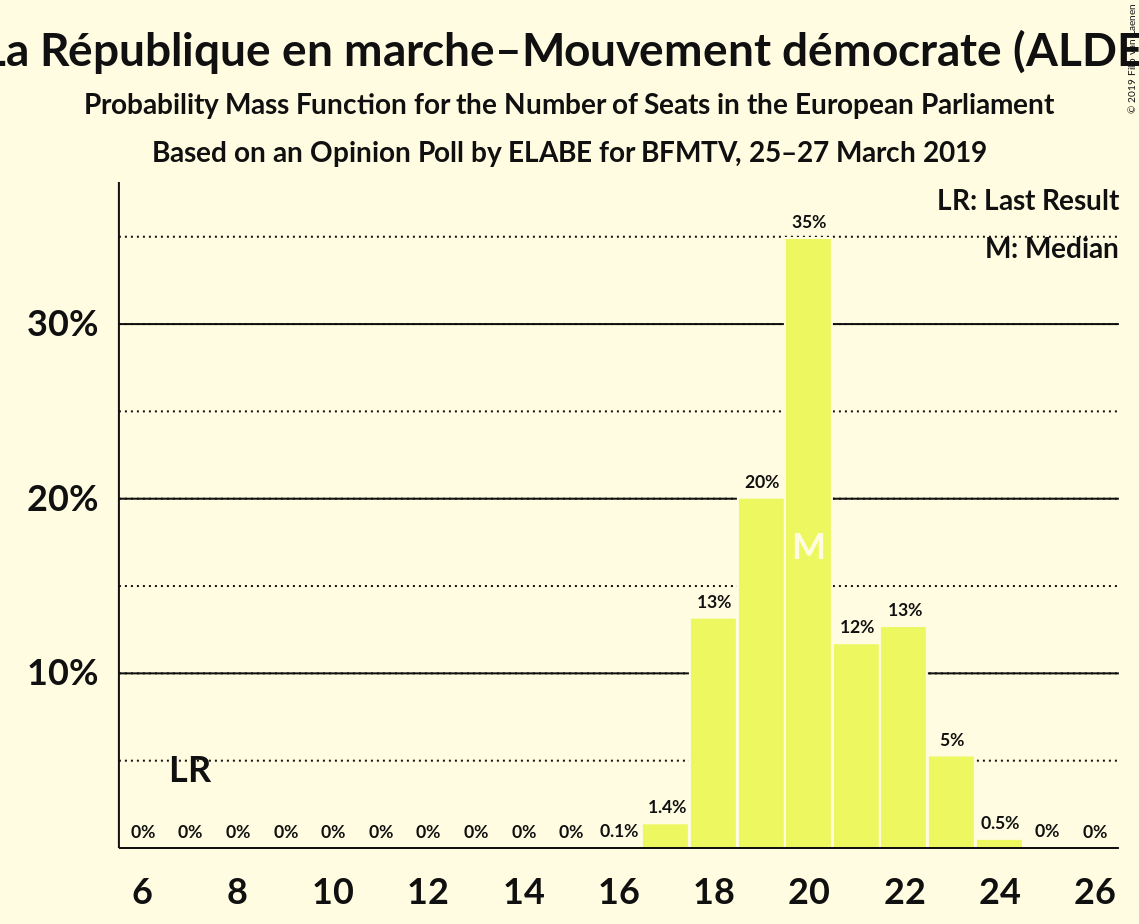 La République en marche–Mouvement démocrate (ALDE
Probability Mass Function for the Number of Seats in the European Parliament
Based on an Opinion Poll by ELABE for BFMTV, 25–27 March 2019
© 2019
LR: Last Result
M: Median
30%
20%
10%
35%
20%
M
13%
12%
13%
5%
LR
0% 0% 0% 0% 0% 0% 0% 0% 0% 0% 0.1% 1.4% 0.5% 0% 0%
6 8 10 12 14 16 18 20 22 24 26